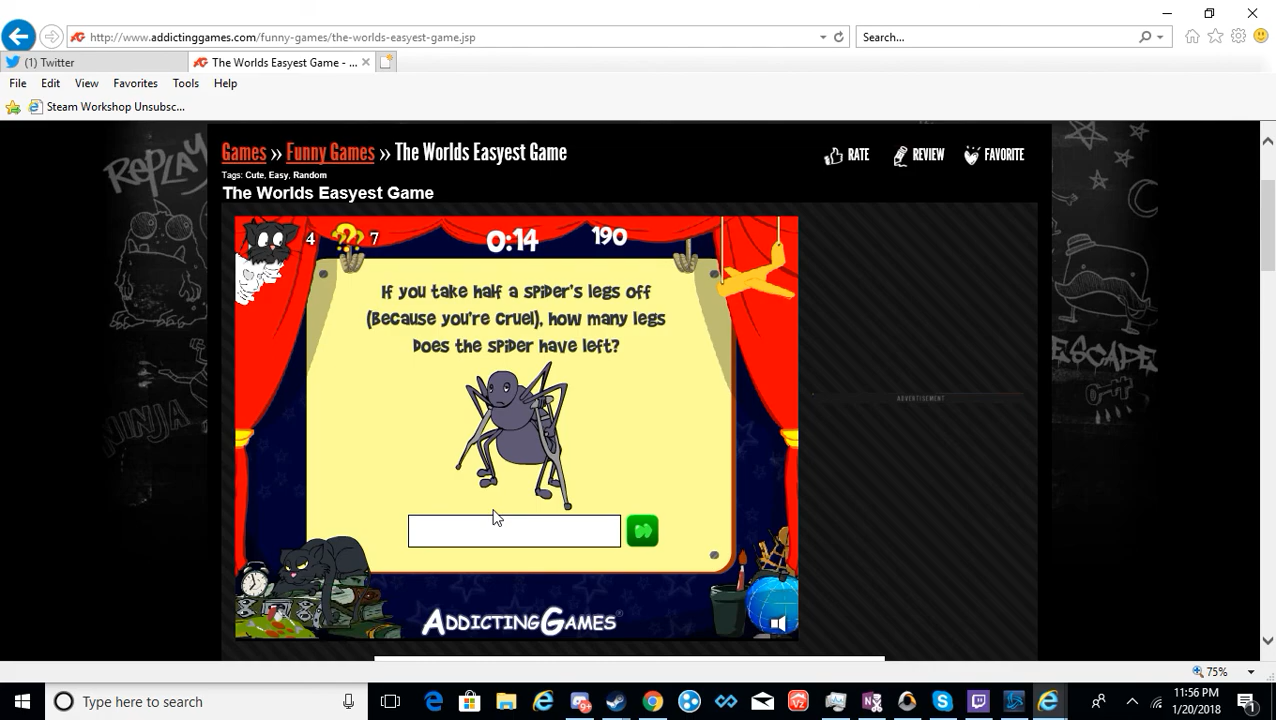 http://www.addictinggames.com/funny-games/the-worlds-easyest-game.jsp
Search...
(1) Twitter
The Worlds Easyest Game - ...
File Edit View Favorites Tools Help
Steam Workshop Unsubsc...
REPLAY
Games » Funny Games » The Worlds Easyest Game
RATE REVIEW FAVORITE
Tags: Cute, Easy, Random
The Worlds Easyest Game
4 7 0:14 190
If you take half a spider's legs off
(Because you're cruel), how many legs
Does the spider have left?
ESCAPE
NINJA
ADVERTISEMENT
ADDICTINGGAMES®
75%
Type here to search
11:56 PM
1/20/2018
1